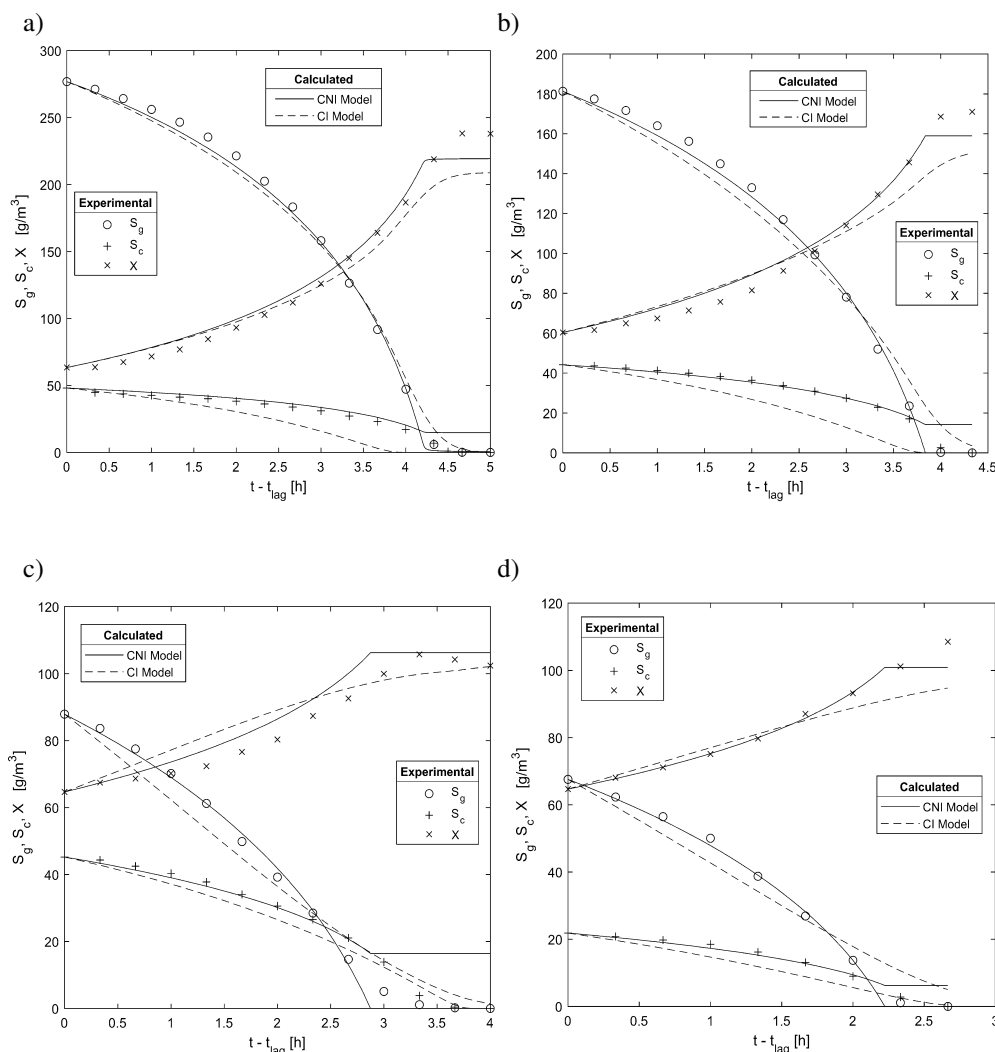 a)
300
250
200
150
100
50
0
S_g, S_c, X [g/m³]
0 0.5 1 1.5 2 2.5 3 3.5 4 4.5 5
t - t_lag [h]
Calculated
CNI Model
CI Model
Experimental
S_g
S_c
X
b)
200
180
160
140
120
100
80
60
40
20
0
S_g, S_c, X [g/m³]
0 0.5 1 1.5 2 2.5 3 3.5 4 4.5
t - t_lag [h]
Calculated
CNI Model
CI Model
Experimental
S_g
S_c
X
c)
120
100
80
60
40
20
0
S_g, S_c, X [g/m³]
0 0.5 1 1.5 2 2.5 3 3.5 4
t - t_lag [h]
Calculated
CNI Model
CI Model
Experimental
S_g
S_c
X
d)
120
100
80
60
40
20
0
S_g, S_c, X [g/m³]
0 0.5 1 1.5 2 2.5 3
t - t_lag [h]
Experimental
S_g
S_c
X
Calculated
CNI Model
CI Model